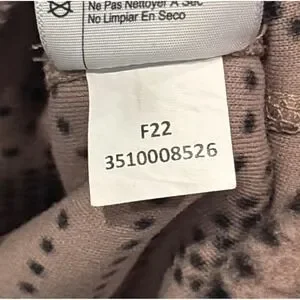 Ne Pas Nettoyer A Sec
No Limpiar En Seco
F22
3510008526